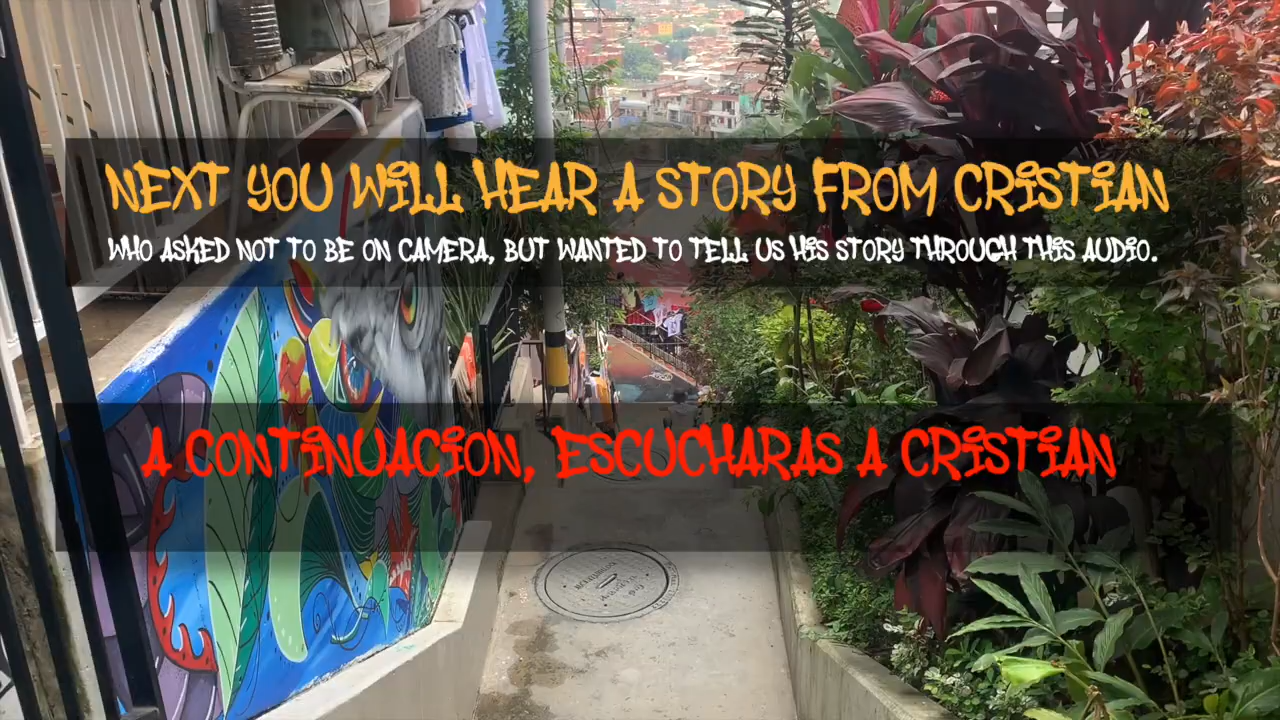 NEXT YOU WILL HEAR A STORY FROM CRISTIAN
WHO ASKED NOT TO BE ON CAMERA, BUT WANTED TO TELL US HIS STORY THROUGH THIS AUDIO.
A CONTINUACION, ESCUCHARAS A CRISTIAN